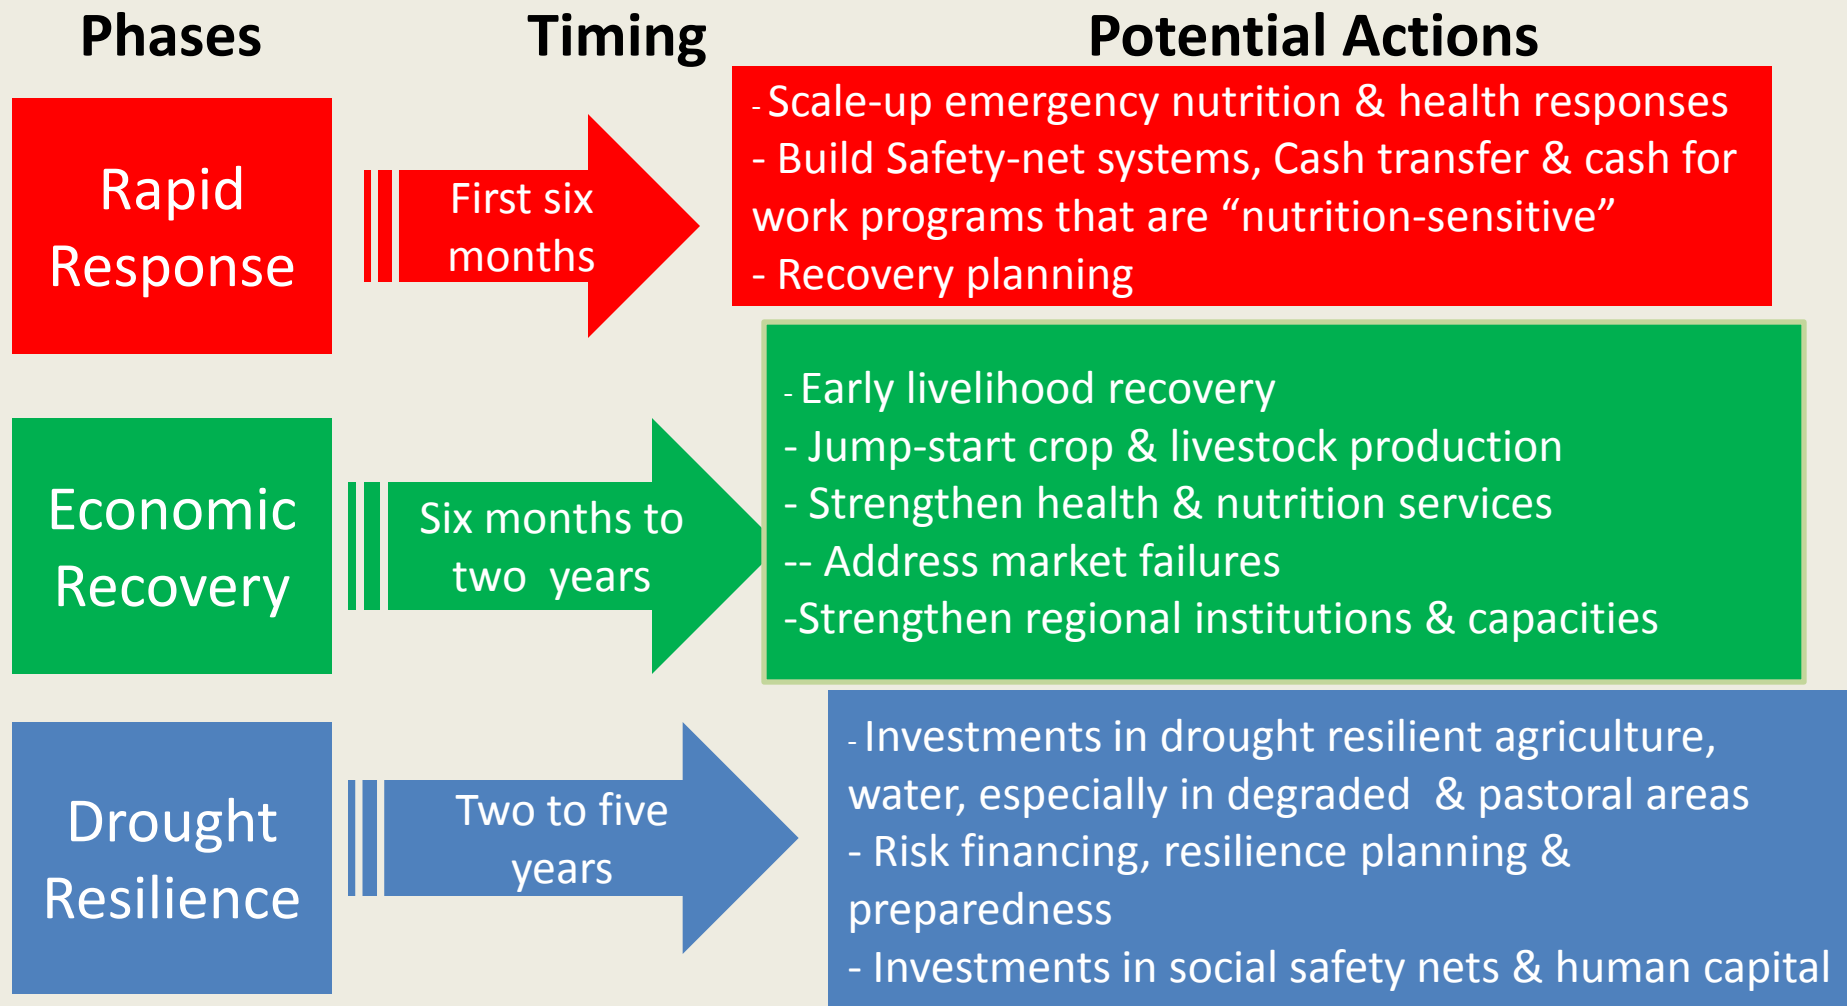 Phases Timing Potential Actions
Rapid
Response
First six
months
- Scale-up emergency nutrition & health responses
- Build Safety-net systems, Cash transfer & cash for
work programs that are “nutrition-sensitive”
- Recovery planning
Economic
Recovery
Six months to
two  years
- Early livelihood recovery
- Jump-start crop & livestock production
- Strengthen health & nutrition services
-- Address market failures
-Strengthen regional institutions & capacities
Drought
Resilience
Two to five
years
- Investments in drought resilient agriculture,
water, especially in degraded  & pastoral areas
- Risk financing, resilience planning &
preparedness
- Investments in social safety nets & human capital